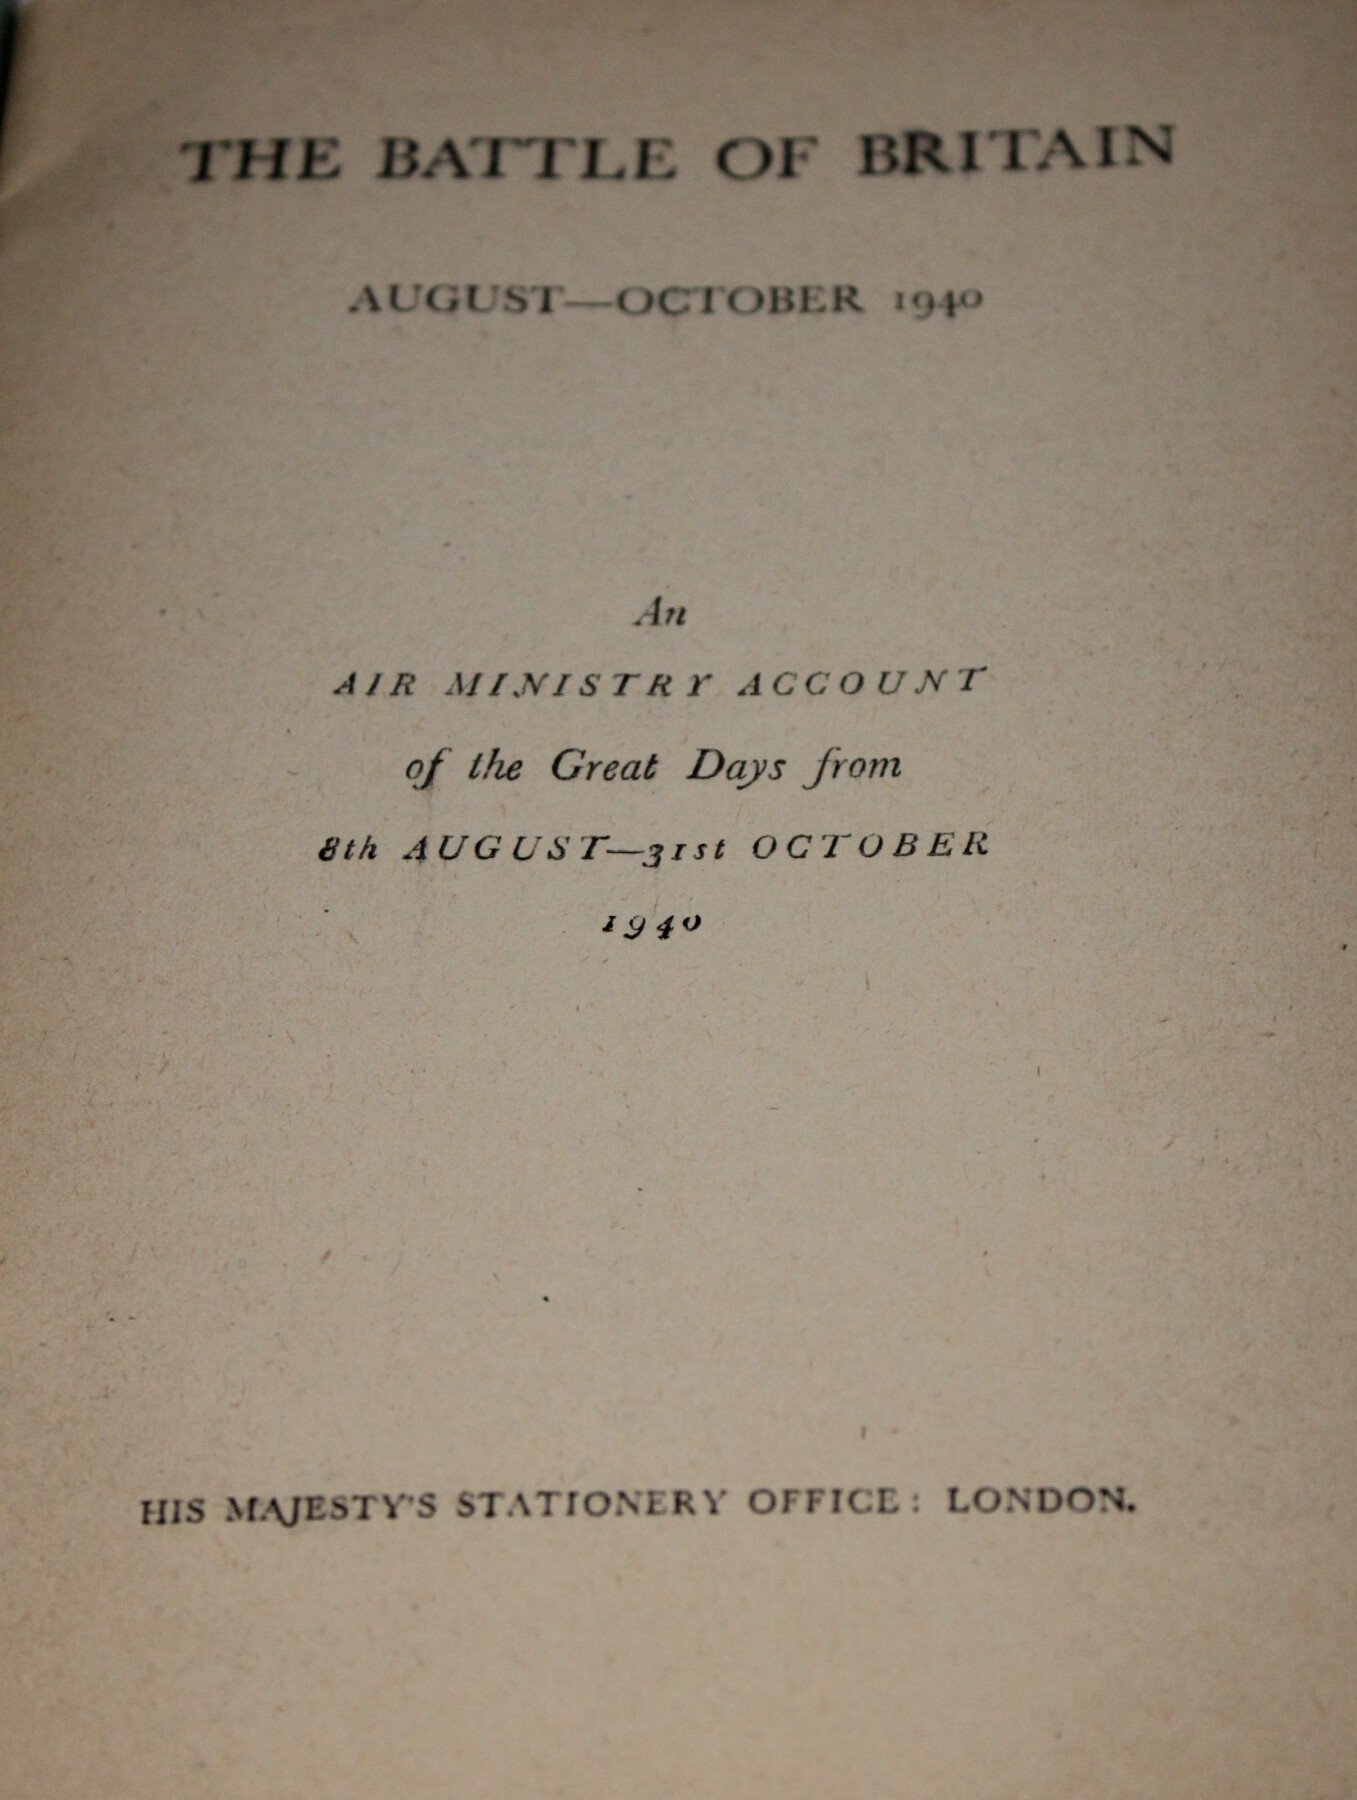 THE BATTLE OF BRITAIN
AUGUST—OCTOBER 1940
An
AIR MINISTRY ACCOUNT
of the Great Days from
8th AUGUST—31st OCTOBER
1940
HIS MAJESTY'S STATIONERY OFFICE: LONDON.